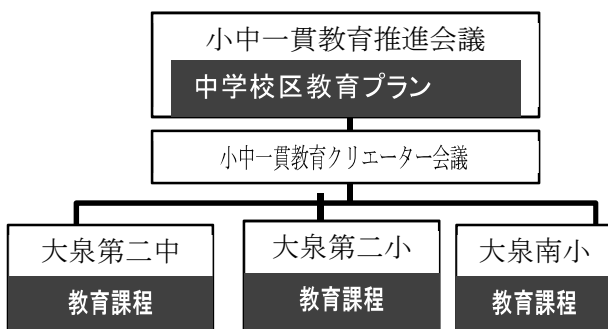 小中一貫教育推進会議
中学校区教育プラン
小中一貫教育クリエーター会議
大泉第二中
教育課程
大泉第二小
教育課程
大泉南小
教育課程